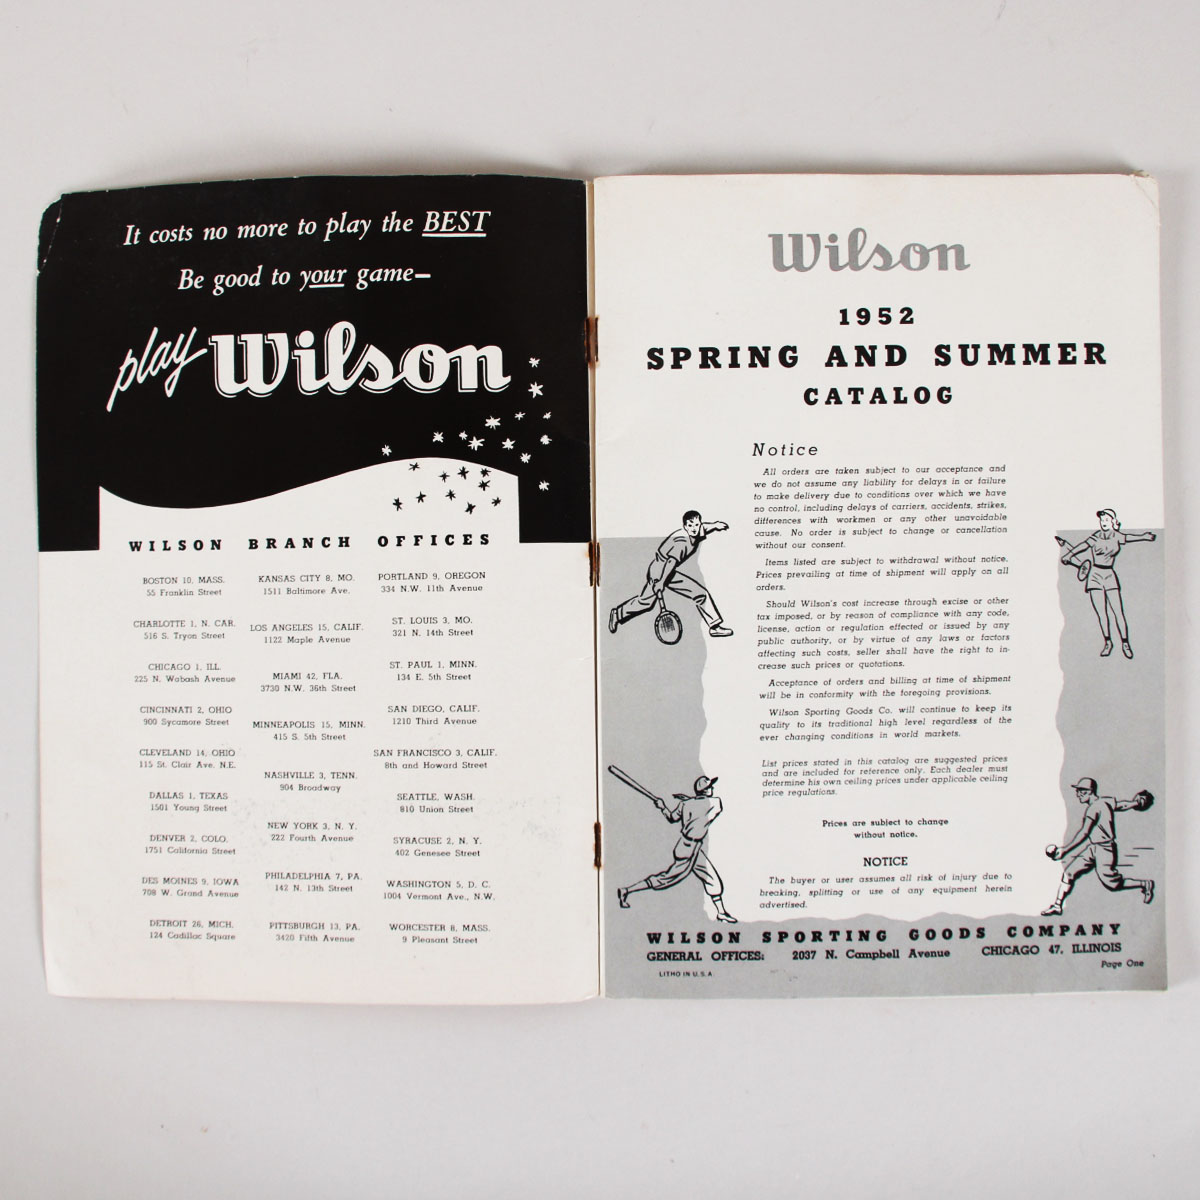 It costs no more to play the BEST
Be good to your game—
play Wilson
WILSON BRANCH OFFICES
BOSTON 10, MASS.
55 Franklin Street
CHARLOTTE 1, N. CAR.
516 S. Tryon Street
CHICAGO 1, ILL.
225 N. Wabash Avenue
CINCINNATI 2, OHIO
900 Sycamore Street
CLEVELAND 14, OHIO
115 St. Clair Ave. N.E.
DALLAS 1, TEXAS
1501 Young Street
DENVER 2, COLO.
1751 California Street
DES MOINES 9, IOWA
708 W. Grand Avenue
DETROIT 26, MICH.
124 Cadillac Square
KANSAS CITY 8, MO.
1511 Baltimore Ave.
LOS ANGELES 15, CALIF.
1122 Maple Avenue
MIAMI 42, FLA.
3730 N.W. 36th Street
MINNEAPOLIS 15, MINN.
415 S. 5th Street
NASHVILLE 3, TENN.
904 Broadway
NEW YORK 3, N. Y.
222 Fourth Avenue
PHILADELPHIA 7, PA.
142 N. 13th Street
PITTSBURGH 13, PA.
3420 Fifth Avenue
PORTLAND 9, OREGON
334 N.W. 11th Avenue
ST. LOUIS 3, MO.
321 N. 14th Street
ST. PAUL 1, MINN.
134 E. 5th Street
SAN DIEGO, CALIF.
1210 Third Avenue
SAN FRANCISCO 3, CALIF.
8th and Howard Street
SEATTLE, WASH.
810 Union Street
SYRACUSE 2, N. Y.
402 Genesee Street
WASHINGTON 5, D. C.
1004 Vermont Ave., N.W.
WORCESTER 8, MASS.
9 Pleasant Street
Wilson
1952
SPRING AND SUMMER
CATALOG
Notice
All orders are taken subject to our acceptance and
we do not assume any liability for delays in or failure
to make delivery due to conditions over which we have
no control, including delays of carriers, accidents, strikes,
differences with workmen or any other unavoidable
cause. No order is subject to change or cancellation
without our consent.
Items listed are subject to withdrawal without notice.
Prices prevailing at time of shipment will apply on all
orders.
Should Wilson's cost increase through excise or other
tax imposed, or by reason of compliance with any code,
license, action or regulation effected or issued by any
public authority, or by virtue of any laws or factors
affecting such costs, seller shall have the right to in-
crease such prices or quotations.
Acceptance of orders and billing at time of shipment
will be in conformity with the foregoing provisions.
Wilson Sporting Goods Co. will continue to keep its
quality to its traditional high level regardless of the
ever changing conditions in world markets.
List prices stated in this catalog are suggested prices
and are included for reference only. Each dealer must
determine his own ceiling prices under applicable ceiling
price regulations.
Prices are subject to change
without notice.
NOTICE
The buyer or user assumes all risk of injury due to
breaking, splitting or use of any equipment herein
advertised.
WILSON SPORTING GOODS COMPANY
GENERAL OFFICES: 2037 N. Campbell Avenue CHICAGO 47, ILLINOIS
Page One
LITHO IN U.S.A.